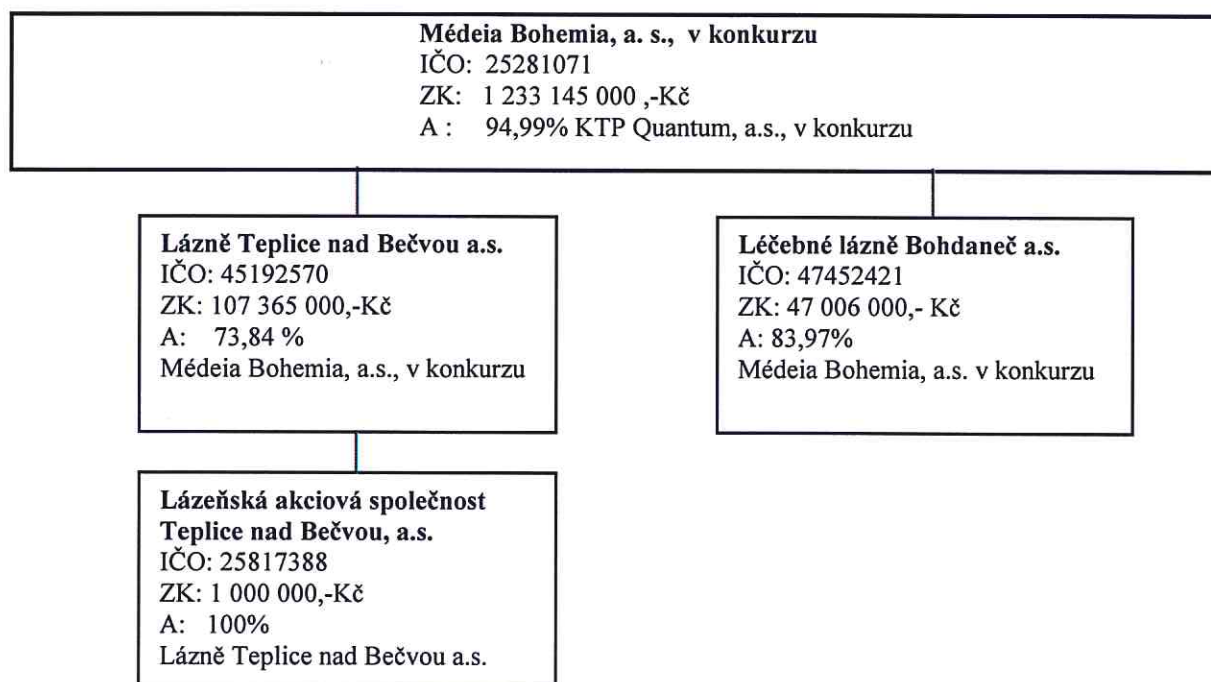 Médeia Bohemia, a. s., v konkurzu
IČO: 25281071
ZK: 1 233 145 000 ,-Kč
A : 94,99% KTP Quantum, a.s., v konkurzu
Lázně Teplice nad Bečvou a.s.
IČO: 45192570
ZK: 107 365 000,-Kč
A: 73,84 %
Médeia Bohemia, a.s., v konkurzu
Léčebné lázně Bohdaneč a.s.
IČO: 47452421
ZK: 47 006 000,- Kč
A: 83,97%
Médeia Bohemia, a.s. v konkurzu
Lázeňská akciová společnost
Teplice nad Bečvou, a.s.
IČO: 25817388
ZK: 1 000 000,-Kč
A: 100%
Lázně Teplice nad Bečvou a.s.